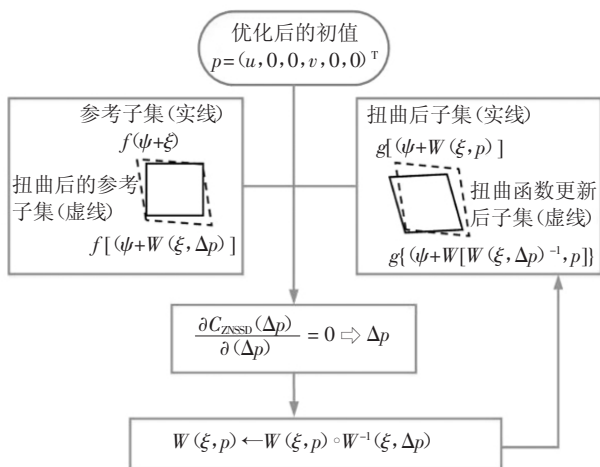 优化后的初值
p=(u,0,0,v,0,0)ᵀ
参考子集(实线)
f(ψ+ξ)
扭曲后的参考
子集(虚线)
f[(ψ+W(ξ,Δp)]
扭曲后子集(实线)
g[(ψ+W(ξ,p)]
扭曲函数更新
后子集(虚线)
g{(ψ+W[W(ξ,Δp)⁻¹,p]}
∂C_ZNSSD(Δp)/∂(Δp)=0⇨Δp
W(ξ,p)←W(ξ,p)∘W⁻¹(ξ,Δp)